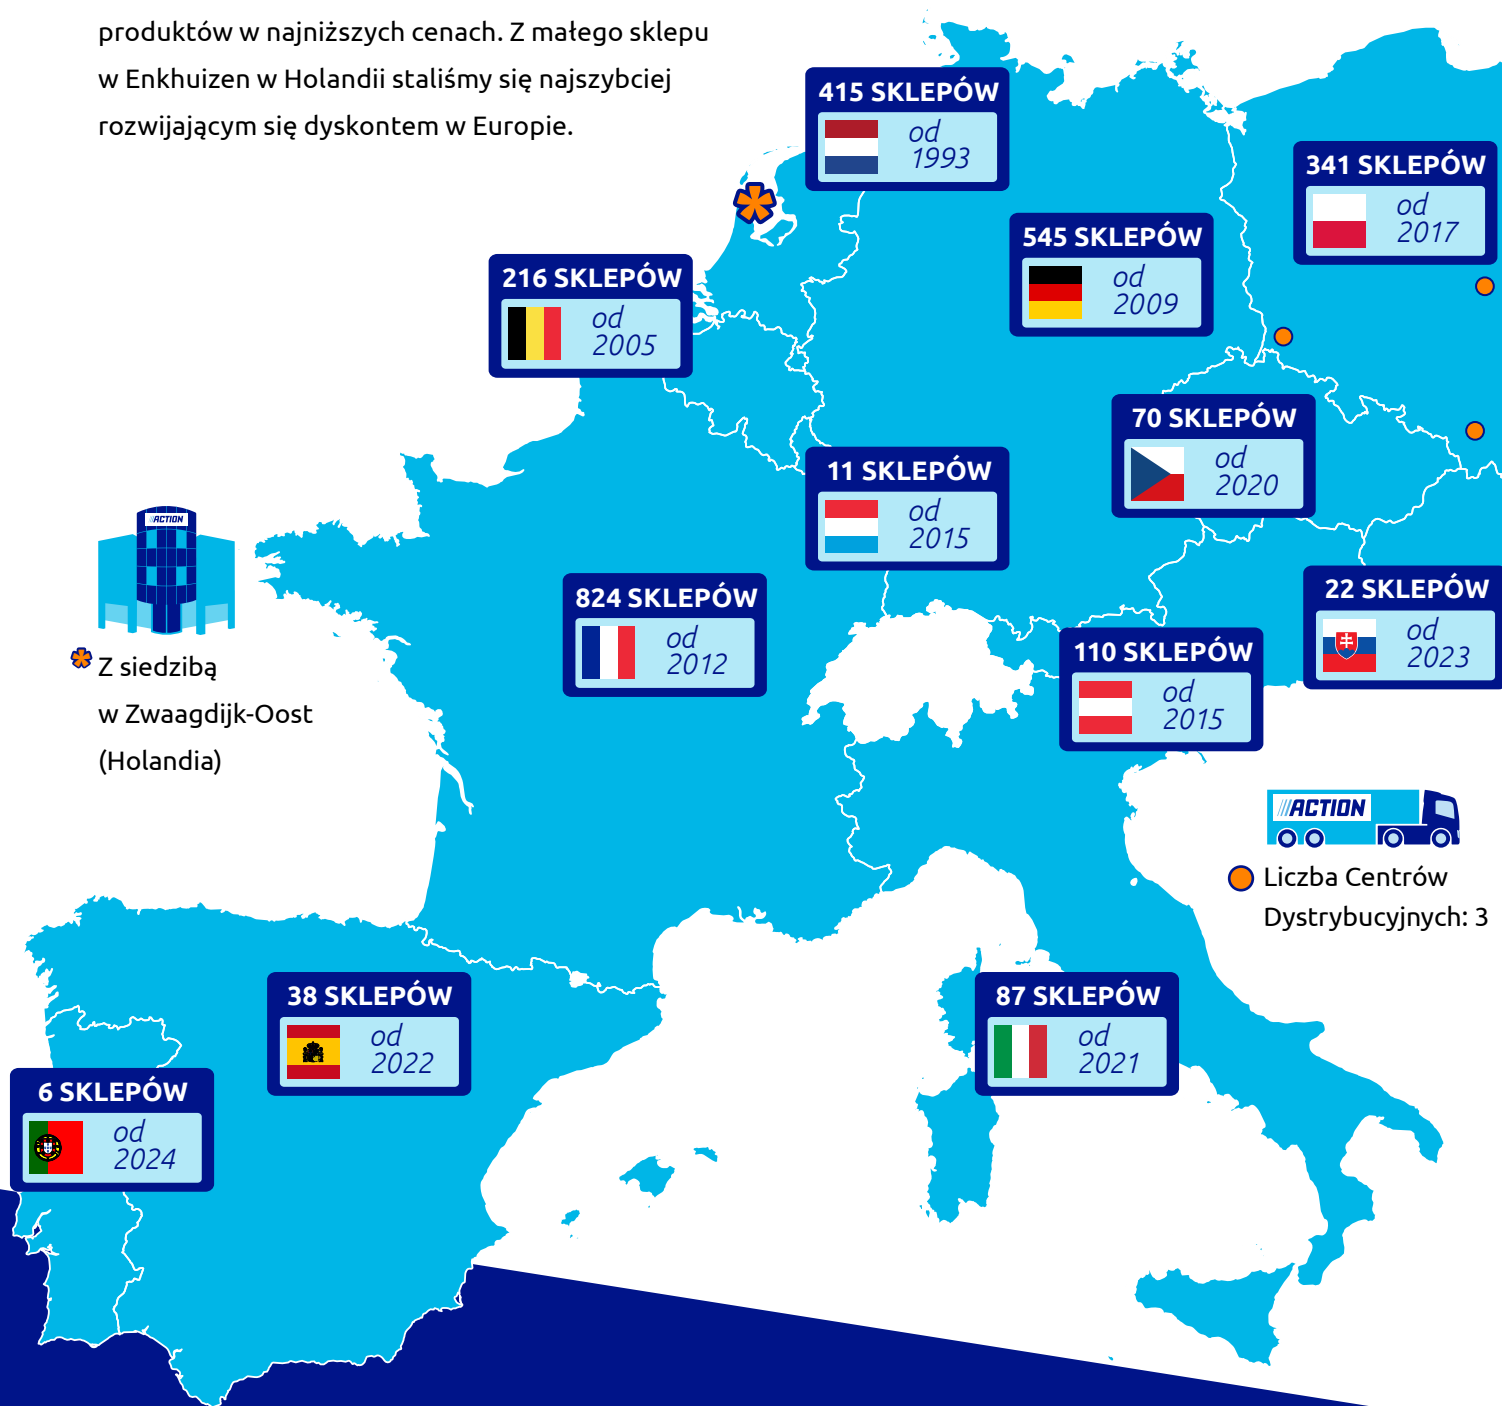 produktów w najniższych cenach. Z małego sklepu
w Enkhuizen w Holandii staliśmy się najszybciej
rozwijającym się dyskontem w Europie.
415 SKLEPÓW
od
1993
341 SKLEPÓW
od
2017
545 SKLEPÓW
od
2009
216 SKLEPÓW
od
2005
70 SKLEPÓW
od
2020
11 SKLEPÓW
od
2015
ACTION
Z siedzibą
w Zwaagdijk-Oost
(Holandia)
824 SKLEPÓW
od
2012
22 SKLEPÓW
od
2023
110 SKLEPÓW
od
2015
ACTION
Liczba Centrów
Dystrybucyjnych: 3
38 SKLEPÓW
od
2022
87 SKLEPÓW
od
2021
6 SKLEPÓW
od
2024